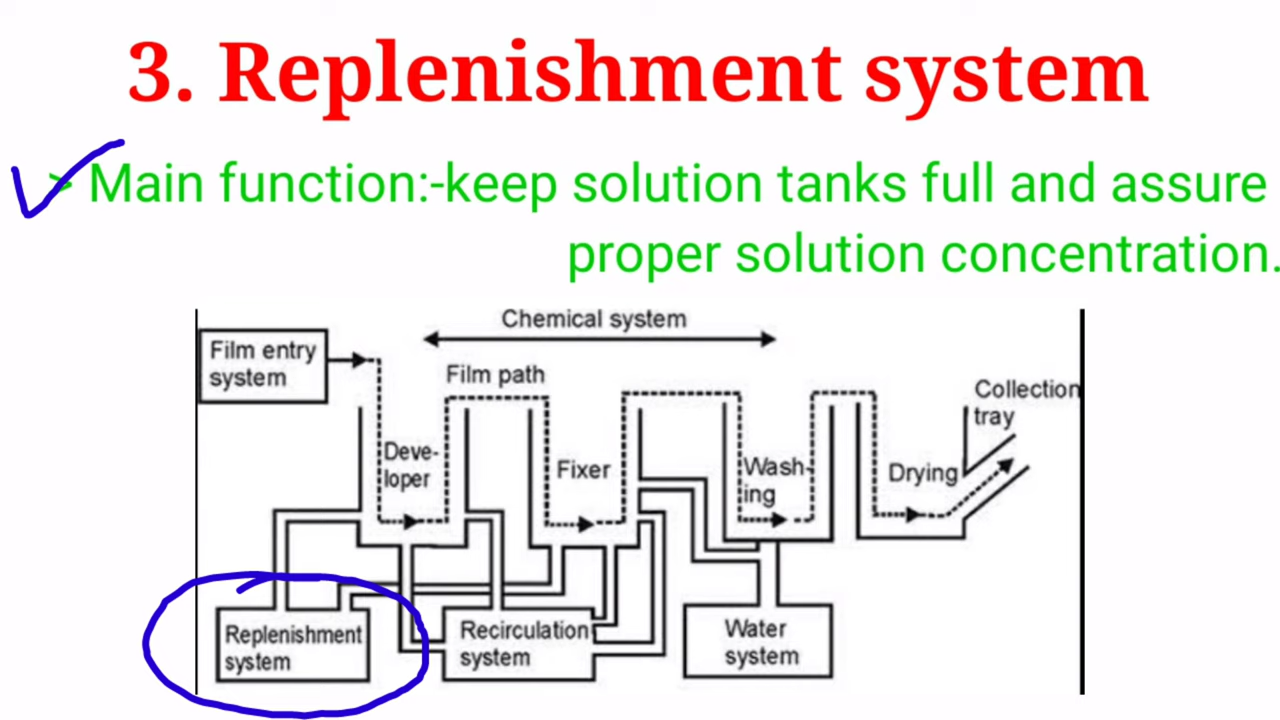 3. Replenishment system
> Main function:-keep solution tanks full and assure
proper solution concentration.
Chemical system
Film entry
system
Film path
Collection
tray
Deve-
loper
Fixer
Wash-
ing
Drying
Replenishment
system
Recirculation
system
Water
system